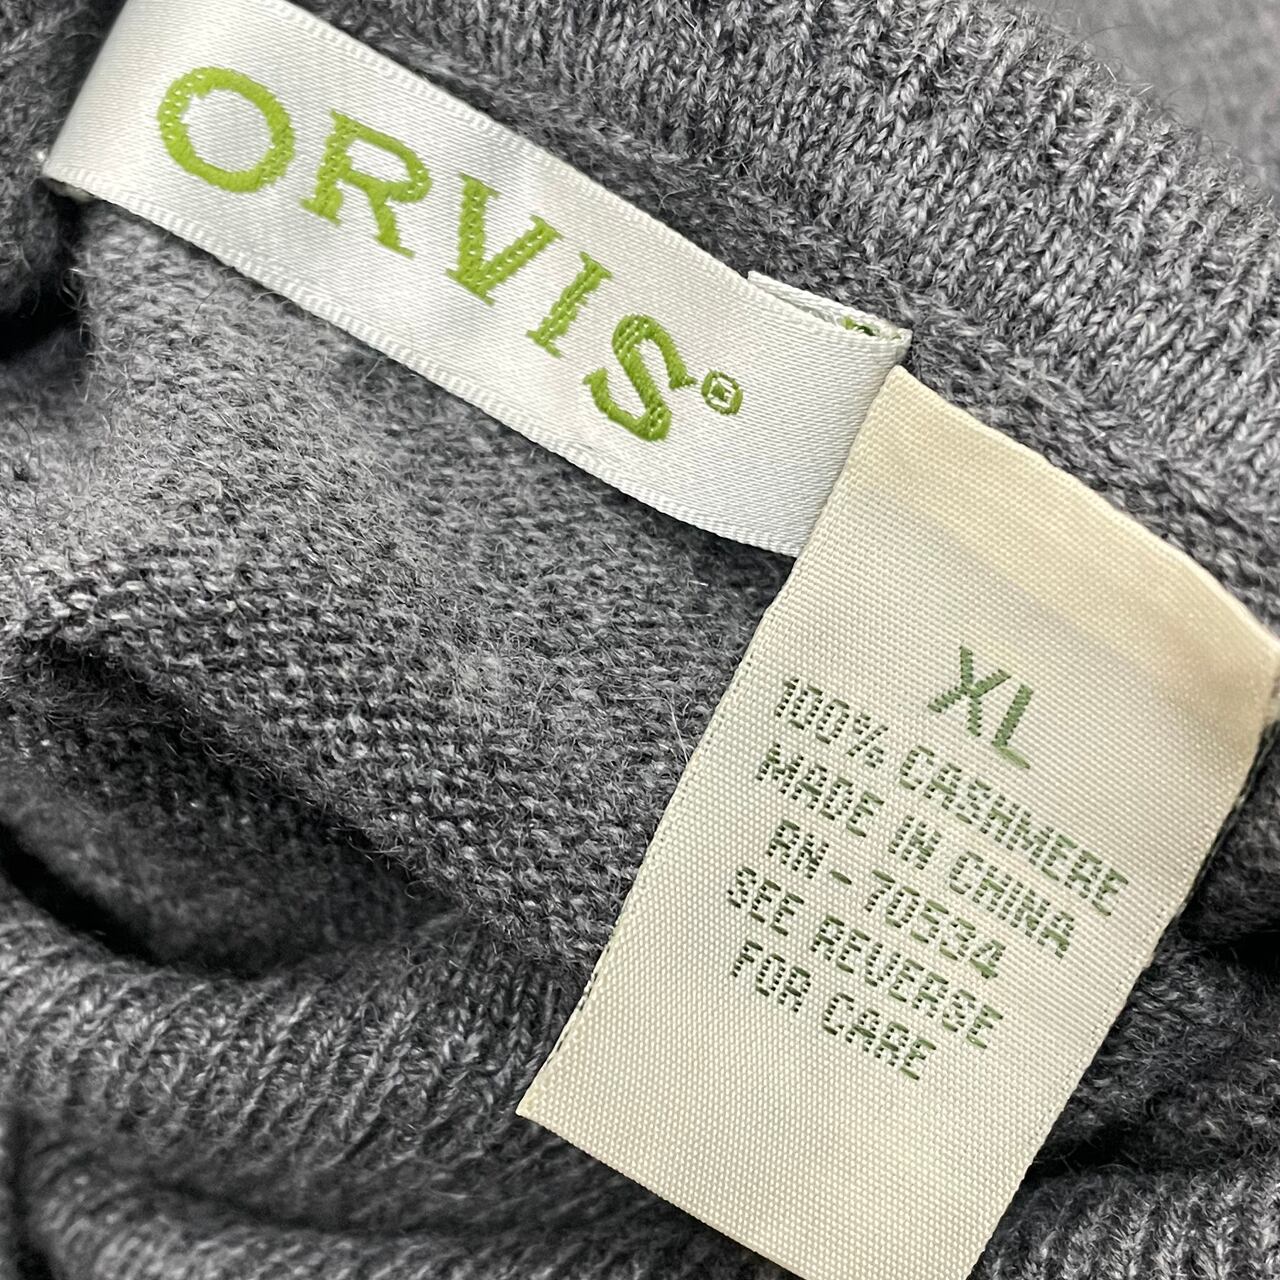 ORVIS®
XL
100% CASHMERE
MADE IN CHINA
RN-70534
SEE REVERSE
FOR CARE